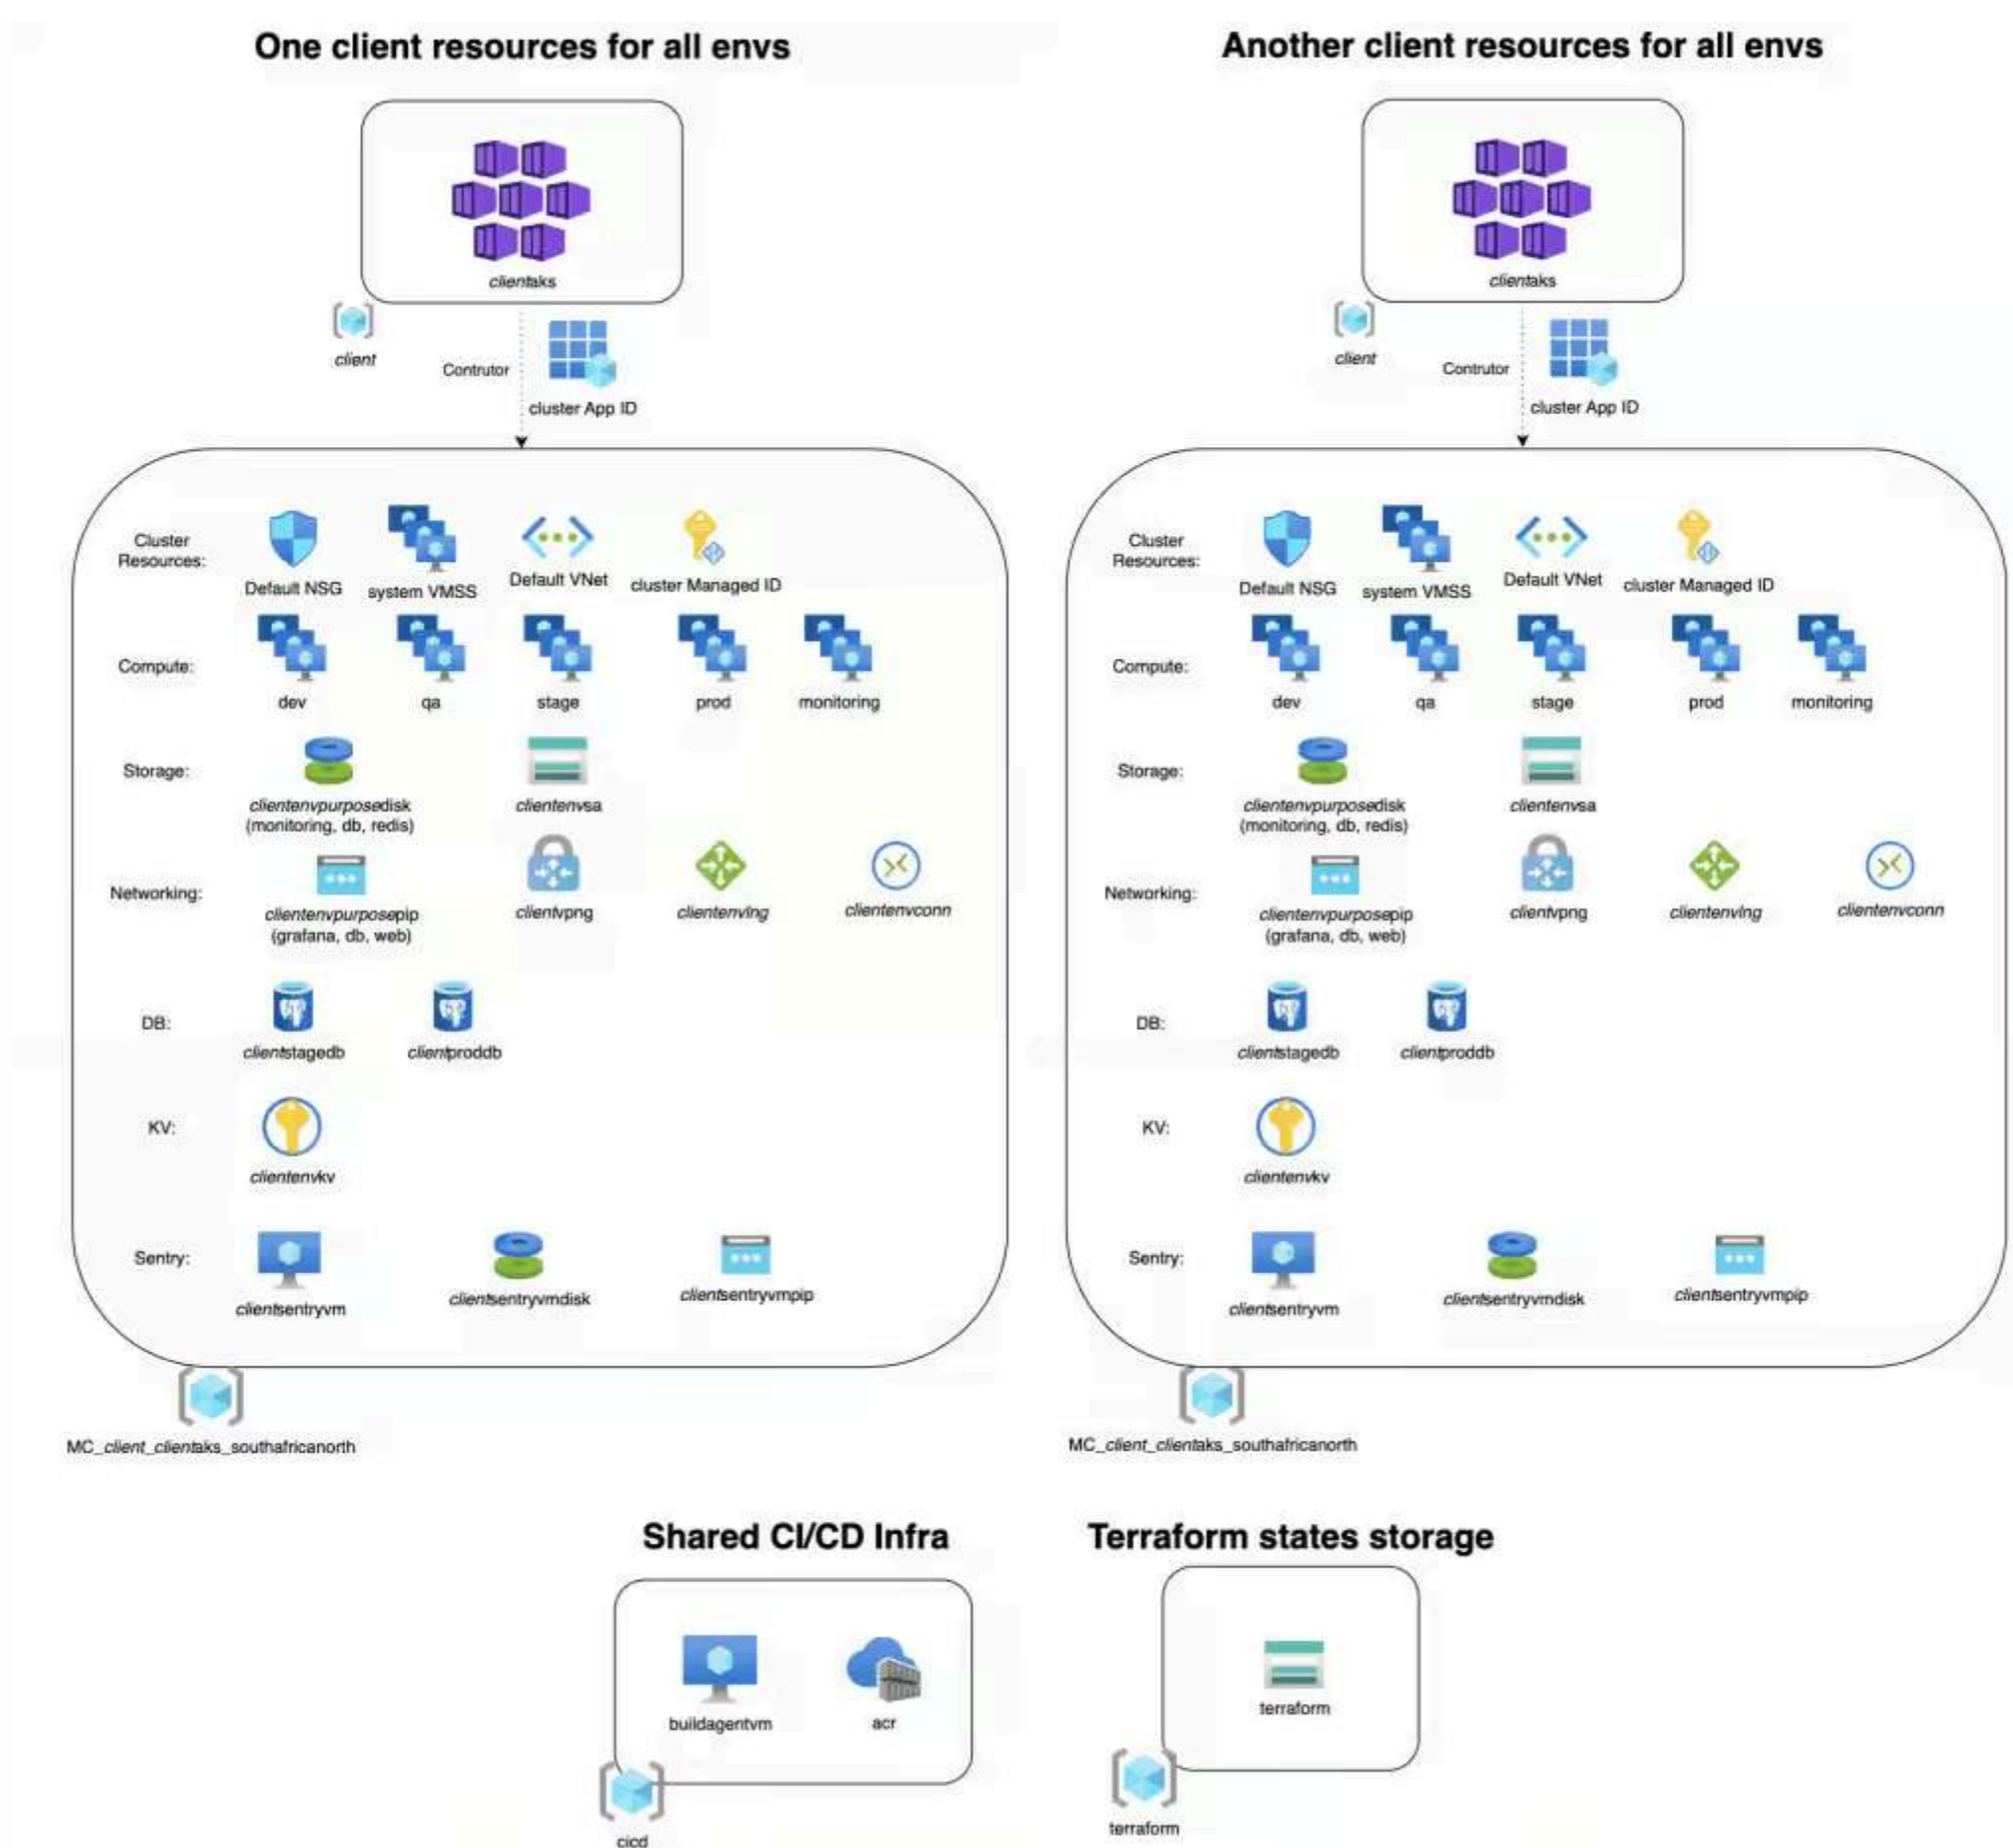 One client resources for all envs
clientaks
client
Contrutor
cluster App ID
Cluster
Resources:
Default NSG
system VMSS
Default VNet
cluster Managed ID
Compute:
dev
qa
stage
prod
monitoring
Storage:
clientenvpurposedisk
(monitoring, db, redis)
clientenvsa
Networking:
clientenvpurposepip
(grafana, db, web)
clientvpng
clientenvlng
clientenvconn
DB:
clientstagedb
clientproddb
KV:
clientenvkv
Sentry:
clientsentryvm
clientsentryvmdisk
clientsentryvmpip
MC_client_clientaks_southafricanorth
Another client resources for all envs
clientaks
client
Contrutor
cluster App ID
Cluster
Resources:
Default NSG
system VMSS
Default VNet
cluster Managed ID
Compute:
dev
qa
stage
prod
monitoring
Storage:
clientenvpurposedisk
(monitoring, db, redis)
clientenvsa
Networking:
clientenvpurposepip
(grafana, db, web)
clientvpng
clientenvlng
clientenvconn
DB:
clientstagedb
clientproddb
KV:
clientenvkv
Sentry:
clientsentryvm
clientsentryvmdisk
clientsentryvmpip
MC_client_clientaks_southafricanorth
Shared CI/CD Infra
buildagentvm
acr
cicd
Terraform states storage
terraform
terraform